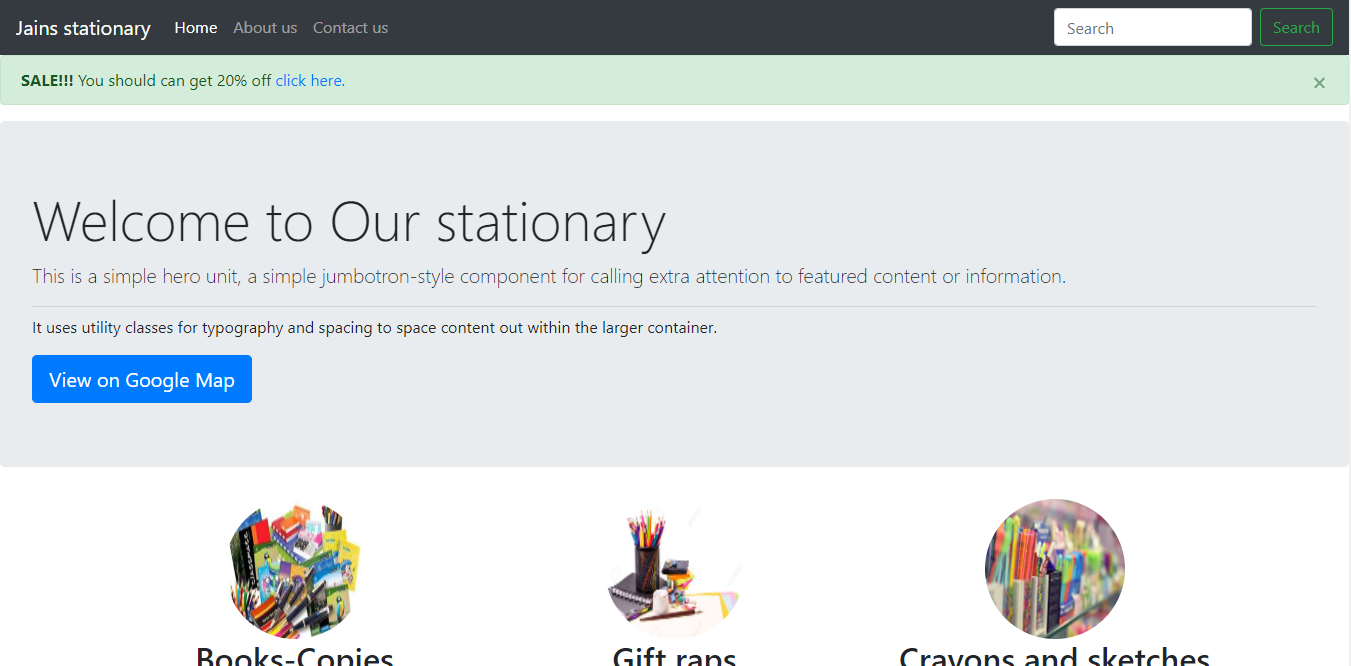 Jains stationary Home About us Contact us Search Search
SALE!!! You should can get 20% off click here. ×
Welcome to Our stationary
This is a simple hero unit, a simple jumbotron-style component for calling extra attention to featured content or information.
It uses utility classes for typography and spacing to space content out within the larger container.
View on Google Map
Books-Copies Gift raps Crayons and sketches